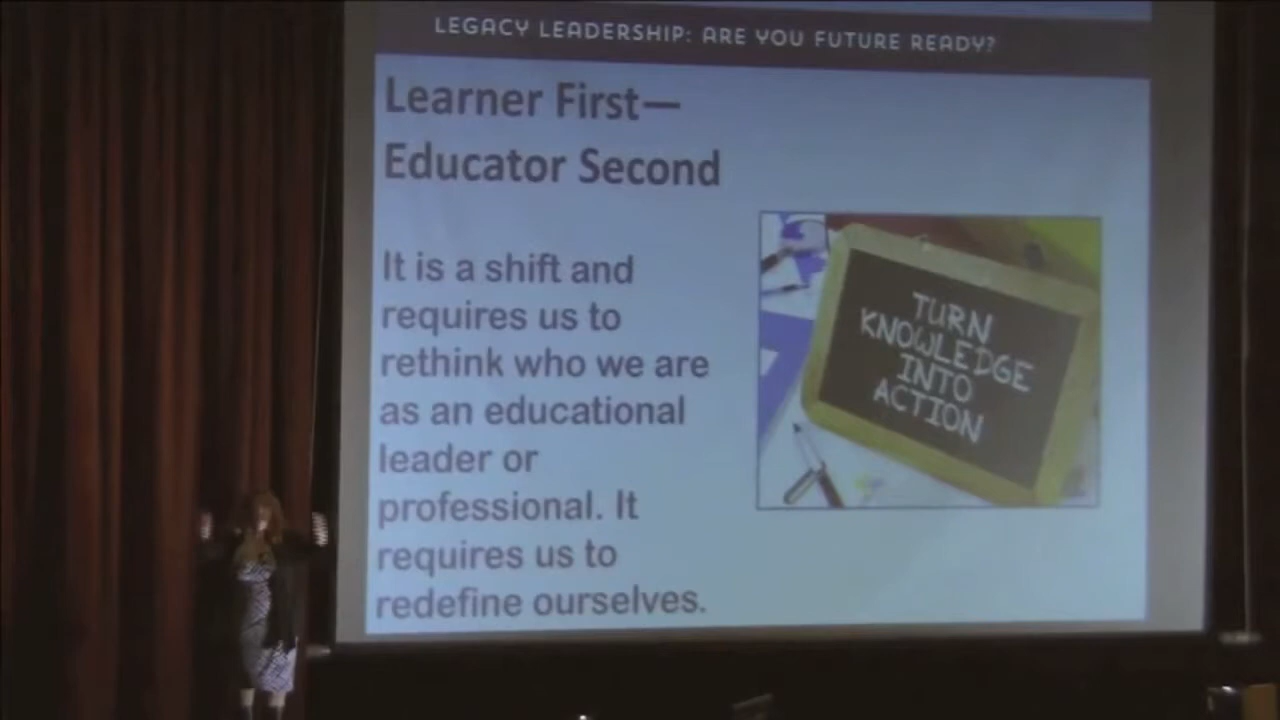 LEGACY LEADERSHIP: ARE YOU FUTURE READY?
Learner First—
Educator Second
It is a shift and
requires us to
rethink who we are
as an educational
leader or
professional. It
requires us to
redefine ourselves.
TURN
KNOWLEDGE
INTO
ACTION